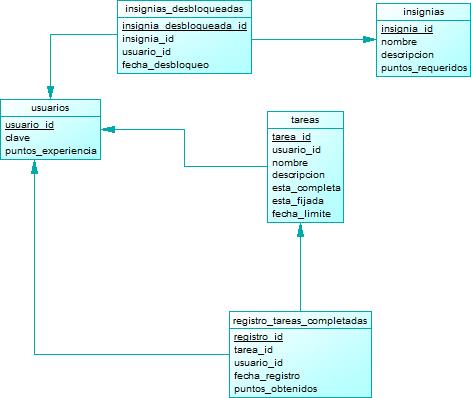 insignias_desbloqueadas
insignia_desbloqueada_id
insignia_id
usuario_id
fecha_desbloqueo
insignias
insignia_id
nombre
descripcion
puntos_requeridos
usuarios
usuario_id
clave
puntos_experiencia
tareas
tarea_id
usuario_id
nombre
descripcion
esta_completa
esta_fijada
fecha_limite
registro_tareas_completadas
registro_id
tarea_id
usuario_id
fecha_registro
puntos_obtenidos